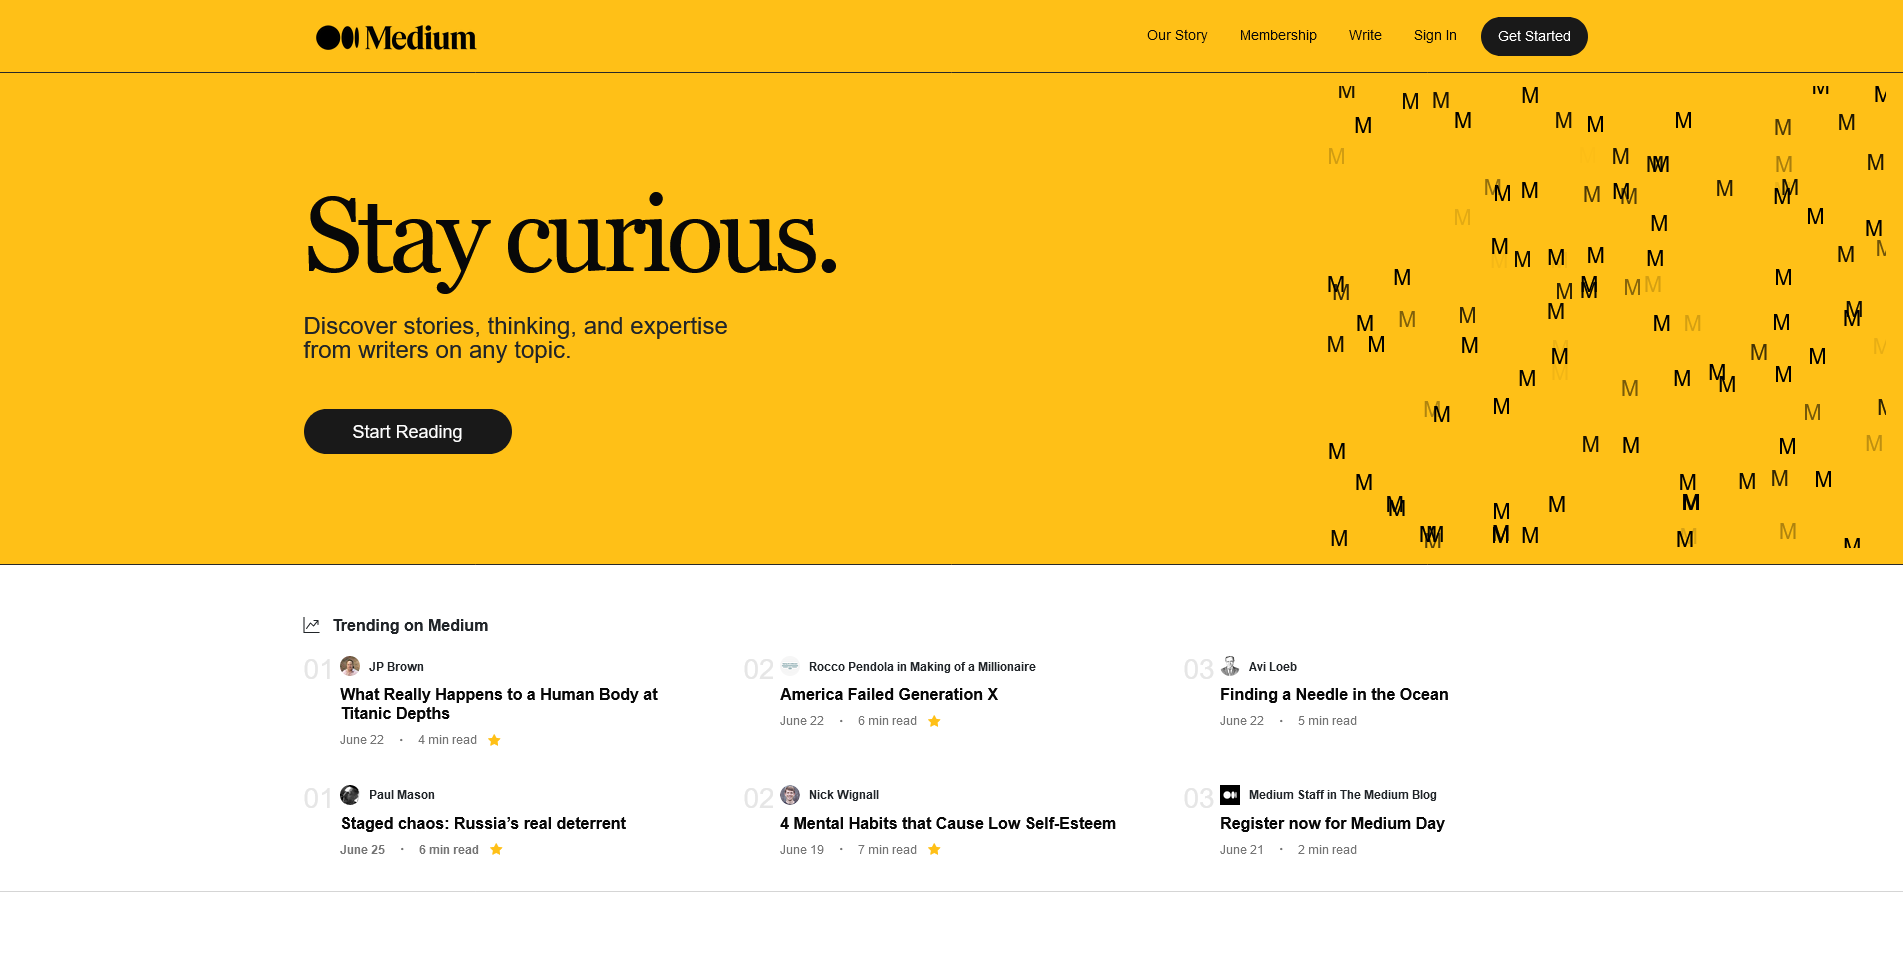 Medium
Our Story
Membership
Write
Sign In
Get Started
Stay curious.
Discover stories, thinking, and expertise
from writers on any topic.
Start Reading
Trending on Medium
01
JP Brown
What Really Happens to a Human Body at
Titanic Depths
June 22 · 4 min read
02
Rocco Pendola in Making of a Millionaire
America Failed Generation X
June 22 · 6 min read
03
Avi Loeb
Finding a Needle in the Ocean
June 22 · 5 min read
01
Paul Mason
Staged chaos: Russia’s real deterrent
June 25 · 6 min read
02
Nick Wignall
4 Mental Habits that Cause Low Self-Esteem
June 19 · 7 min read
03
Medium Staff in The Medium Blog
Register now for Medium Day
June 21 · 2 min read